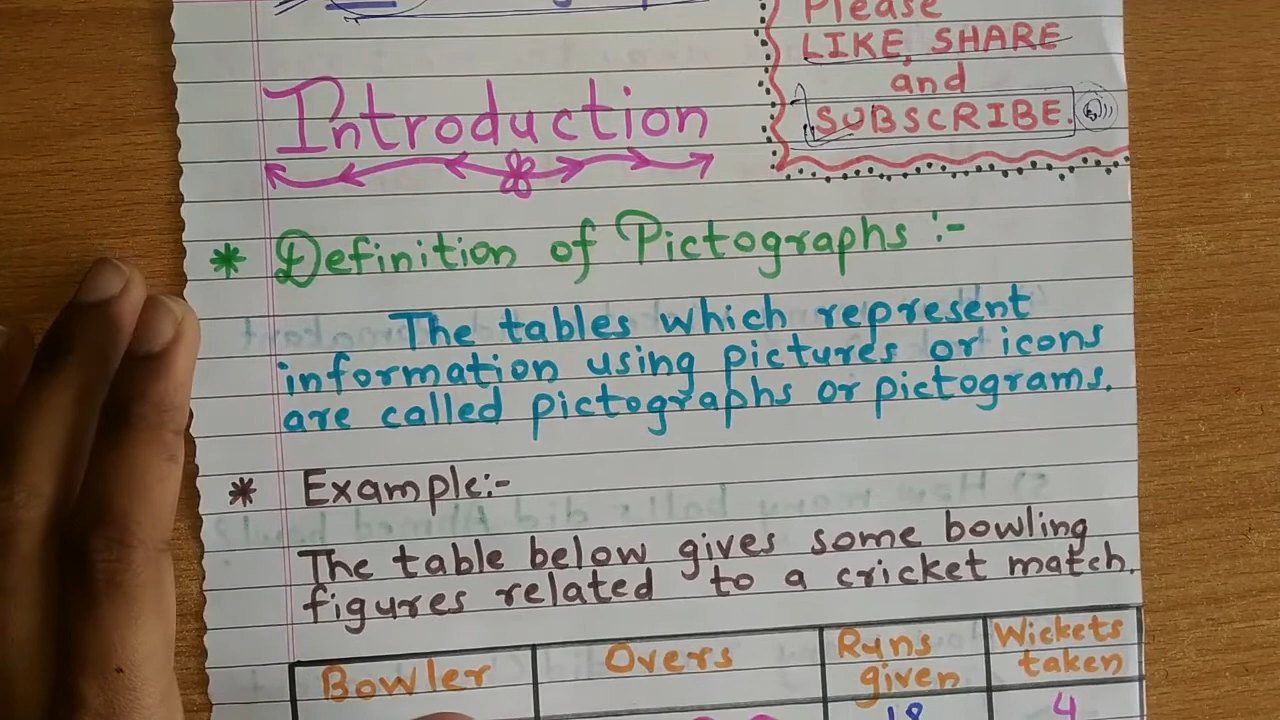 Please
LIKE, SHARE
and
SUBSCRIBE.
Introduction
* Definition of Pictographs :-
The tables which represent
information using pictures or icons
are called pictographs or pictograms.
* Example:-
The table below gives some bowling
figures related to a cricket match.
Bowler Overs Runs given Wickets taken
18 4